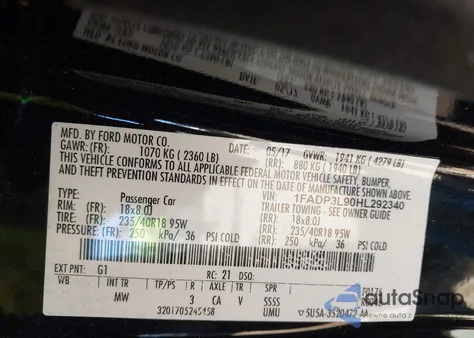 MFD. BY FORD MOTOR CO.
DATE: 05/17 GVWR: 1941 KG ( 4279 LB)
GAWR: (FR): 1070 KG ( 2360 LB) (RR): 880 KG ( 1940 LB)
THIS VEHICLE CONFORMS TO ALL APPLICABLE FEDERAL MOTOR VEHICLE SAFETY, BUMPER,
AND THEFT PREVENTION STANDARDS IN EFFECT ON THE DATE OF MANUFACTURE SHOWN ABOVE.
VIN: 1FADP3L90HL292340
TYPE: Passenger Car
TRAILER TOWING - SEE OWNER GUIDE
RIM: (FR) 18x8.0J (RR): 18x8.0J
TIRE: (FR) 235/40R18 95W (RR): 235/40R18 95W
PRESSURE: (FR) 250 kPa/ 36 PSI COLD (RR): 250 kPa/ 36 PSI COLD
EXT PNT: G1 RC: 21 DSO:
WB INT TR TP/PS R AXLE TR SPR
MW 3 CA V SSSS
3201705245458 UMU
autoSnap